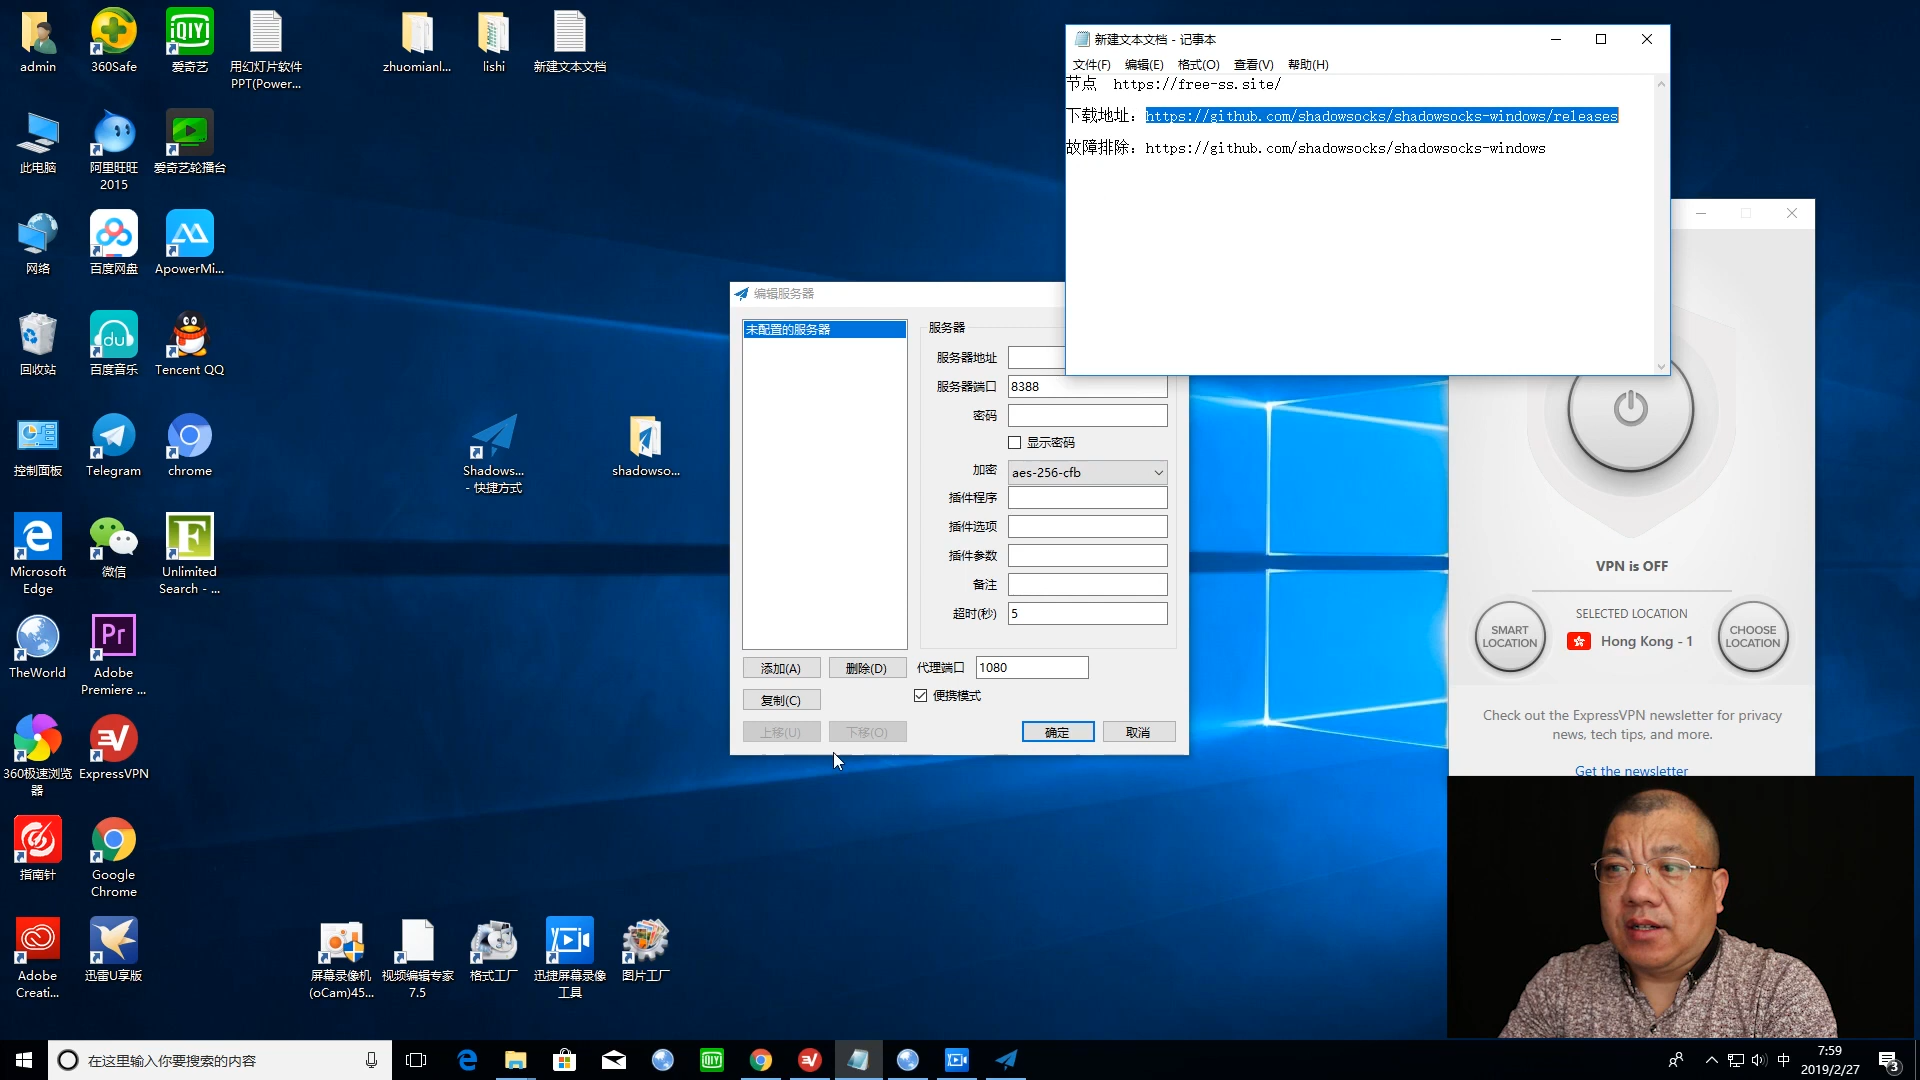 admin
360Safe
爱奇艺
用幻灯片软件
PPT(Power...
zhuomianl...
lishi
新建文本文档
此电脑
阿里旺旺
2015
爱奇艺轮播台
网络
百度网盘
ApowerMi...
回收站
百度音乐
Tencent QQ
控制面板
Telegram
chrome
Shadows...
- 快捷方式
shadowso...
Microsoft
Edge
微信
Unlimited
Search - ...
TheWorld
Adobe
Premiere ...
360极速浏览
器
ExpressVPN
指南针
Google
Chrome
Adobe
Creati...
迅雷U享版
屏幕录像机
(oCam)45...
视频编辑专家
7.5
格式工厂
迅捷屏幕录像
工具
图片工厂
新建文本文档 - 记事本
文件(F) 编辑(E) 格式(O) 查看(V) 帮助(H)
节点 https://free-ss.site/
下载地址：https://github.com/shadowsocks/shadowsocks-windows/releases
故障排除：https://github.com/shadowsocks/shadowsocks-windows
编辑服务器
未配置的服务器
服务器
服务器地址
服务器端口 8388
密码
显示密码
加密 aes-256-cfb
插件程序
插件选项
插件参数
备注
超时(秒) 5
添加(A) 删除(D) 代理端口 1080
复制(C) 便携模式
上移(U) 下移(O) 确定 取消
VPN is OFF
SELECTED LOCATION
SMART
LOCATION
Hong Kong - 1
CHOOSE
LOCATION
Check out the ExpressVPN newsletter for privacy
news, tech tips, and more.
Get the newsletter
在这里输入你要搜索的内容
中
7:59
2019/2/27
3